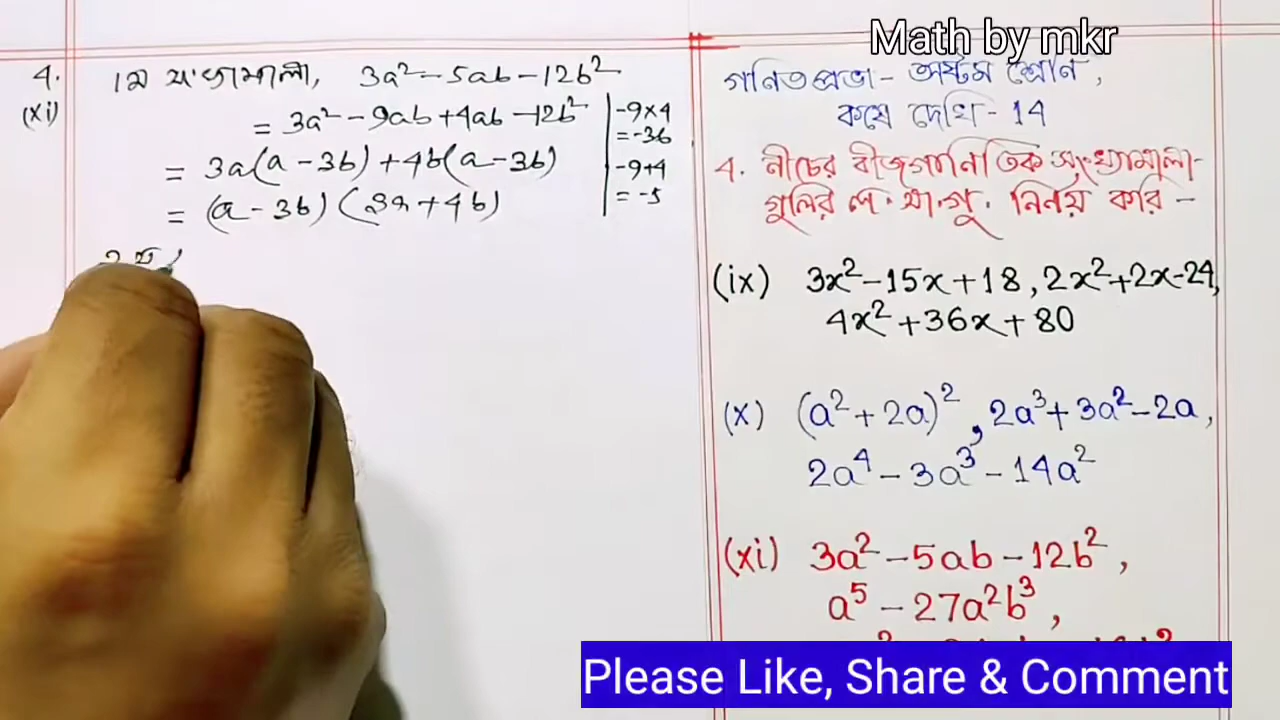 Math by mkr
4. ১ম সংখ্যামালা, 3a² - 5ab - 12b²
(xi) = 3a² - 9ab + 4ab - 12b²
= 3a(a - 3b) + 4b(a - 3b)
= (a - 3b) (3a + 4b)
-9×4
= -36
-9+4
= -5
২য়,
গনিতপ্রভা - অষ্টম শ্রেনি,
কষে দেখি - 14
4. নীচের বীজগানিতিক সংখ্যামালা-
গুলির ল. সা. গু. নির্নয় করি -
(ix) 3x² - 15x + 18, 2x² + 2x - 24,
4x² + 36x + 80
(x) (a² + 2a)², 2a³ + 3a² - 2a,
2a⁴ - 3a³ - 14a²
(xi) 3a² - 5ab - 12b²,
a⁵ - 27a²b³,
Please Like, Share & Comment